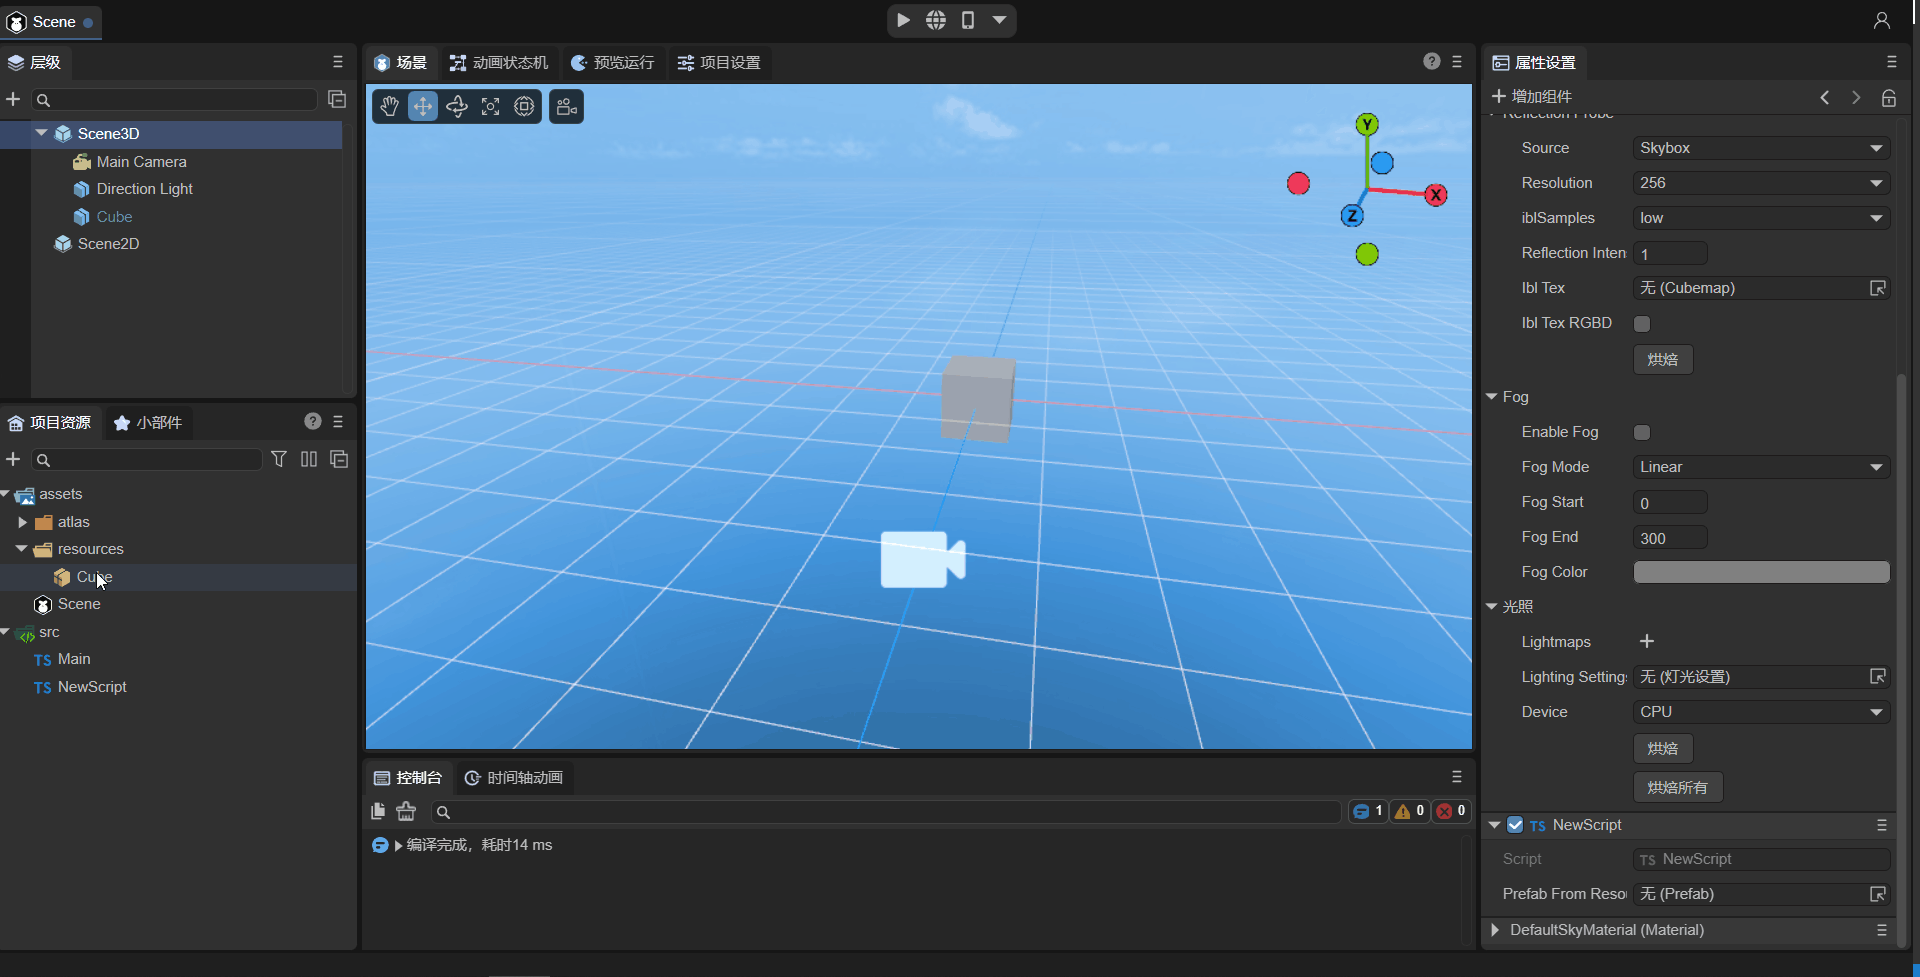 Scene
层级
Scene3D
Main Camera
Direction Light
Cube
Scene2D
项目资源
小部件
?
assets
atlas
resources
Cube
Scene
src
TS Main
TS NewScript
场景
动画状态机
预览运行
项目设置
?
Y
X
Z
控制台
时间轴动画
1
0
0
编译完成，耗时14 ms
属性设置
增加组件
Reflection Probe
Source
Skybox
Resolution
256
iblSamples
low
Reflection Inten
1
Ibl Tex
无 (Cubemap)
Ibl Tex RGBD
烘焙
Fog
Enable Fog
Fog Mode
Linear
Fog Start
0
Fog End
300
Fog Color
光照
Lightmaps
Lighting Setting
无 (灯光设置)
Device
CPU
烘焙
烘焙所有
TS NewScript
Script
TS NewScript
Prefab From Reso
无 (Prefab)
DefaultSkyMaterial (Material)